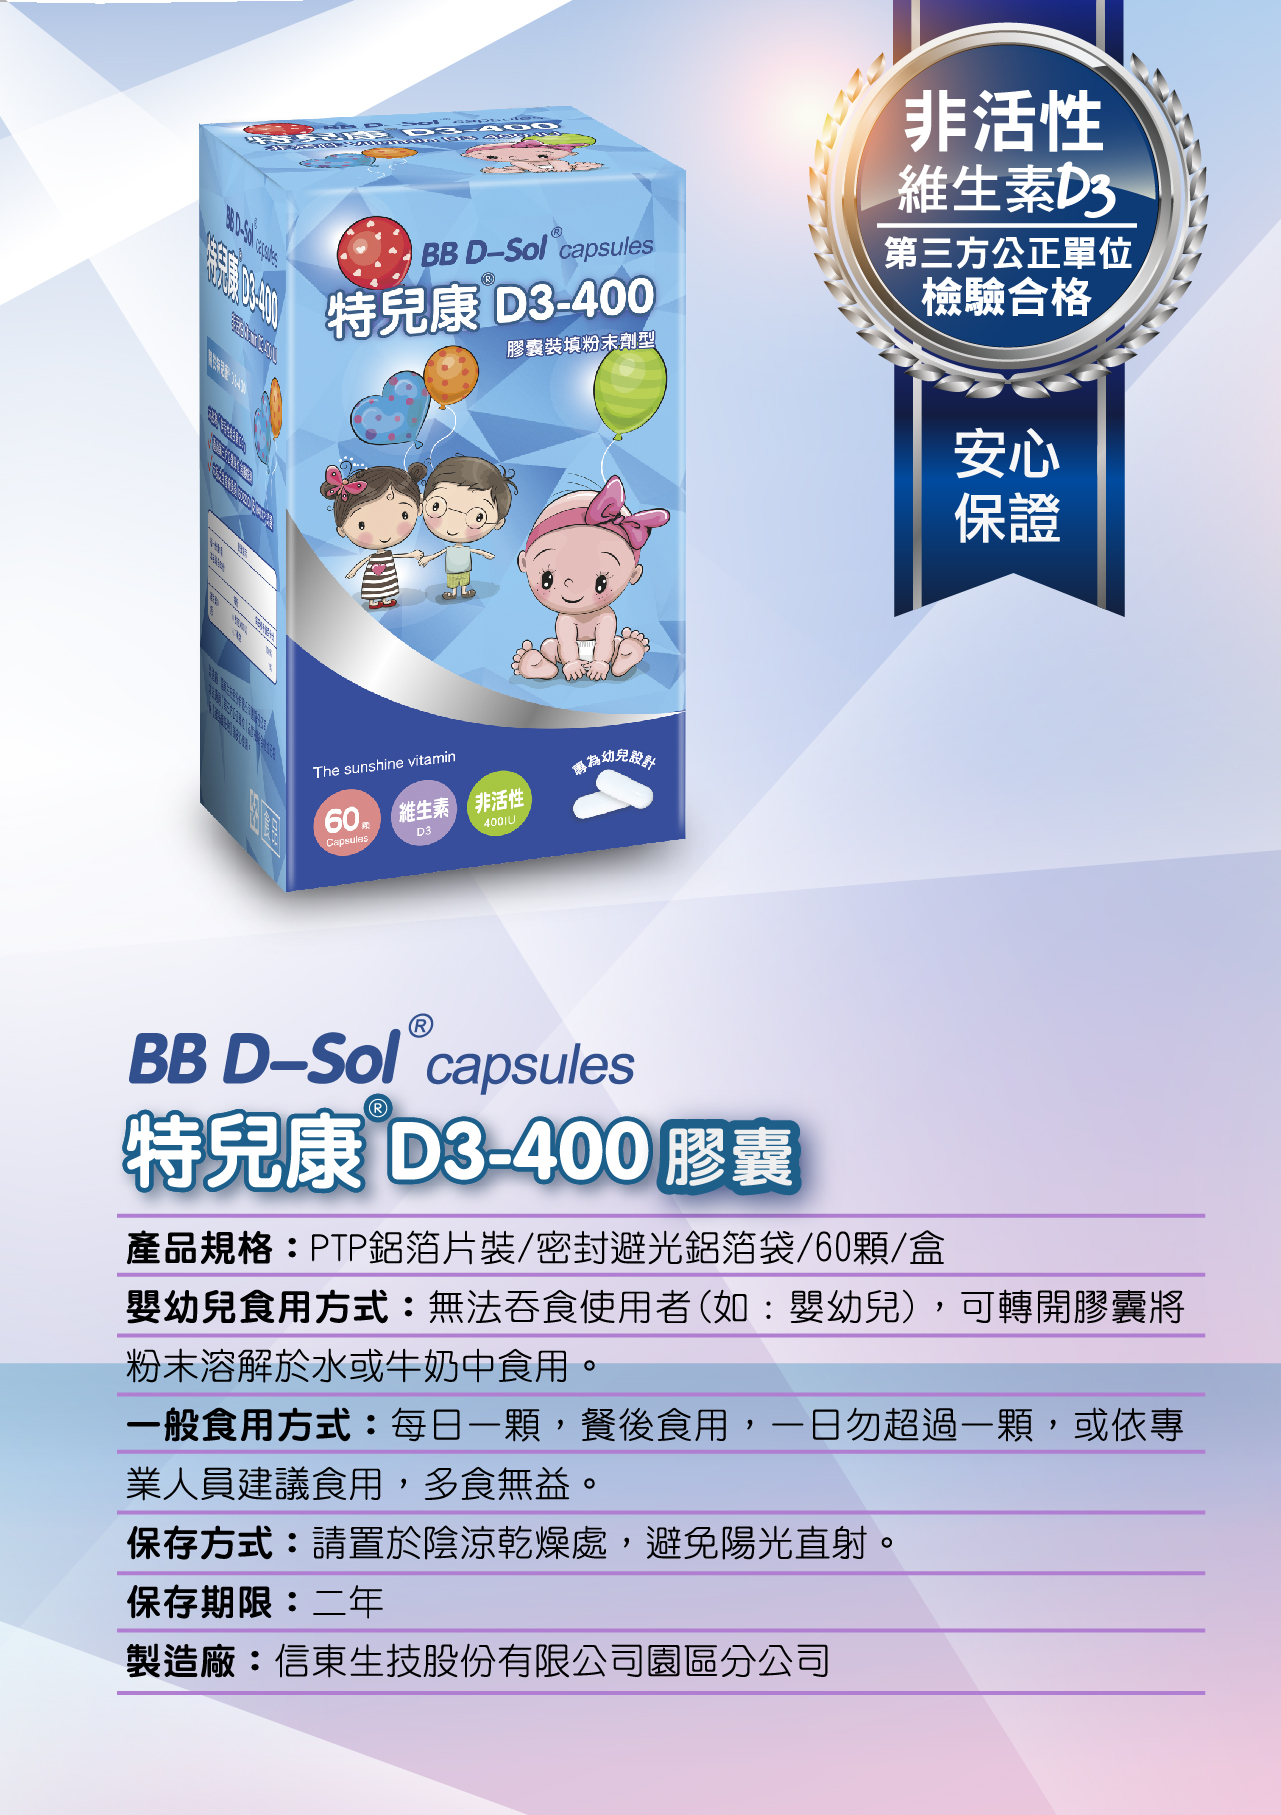 非活性
維生素D3
第三方公正單位
檢驗合格
安心
保證
BB D-Sol® capsules
特兒康® D3-400
膠囊裝填粉末劑型
The sunshine vitamin
專為幼兒設計
60顆
Capsules
維生素
D3
非活性
400IU
BB D-Sol® capsules
特兒康® D3-400
BB D-Sol® capsules
特兒康® D3-400 膠囊
產品規格：PTP鋁箔片裝/密封避光鋁箔袋/60顆/盒
嬰幼兒食用方式：無法吞食使用者(如：嬰幼兒)，可轉開膠囊將
粉末溶解於水或牛奶中食用。
一般食用方式：每日一顆，餐後食用，一日勿超過一顆，或依專
業人員建議食用，多食無益。
保存方式：請置於陰涼乾燥處，避免陽光直射。
保存期限：二年
製造廠：信東生技股份有限公司園區分公司